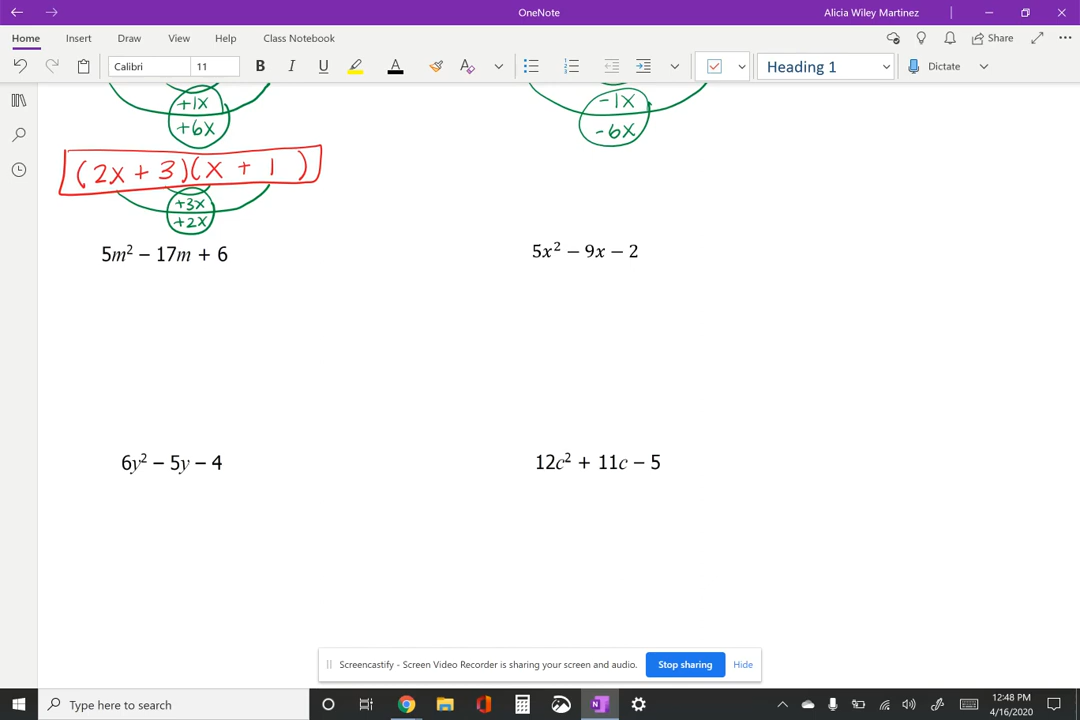 OneNote
Alicia Wiley Martinez
Home Insert Draw View Help Class Notebook
Share
Calibri 11 B I U A Heading 1 Dictate
+1x
+6x
-1x
-6x
(2x + 3)(x + 1 )
+3x
+2x
5m² − 17m + 6
5x² − 9x − 2
6y² − 5y − 4
12c² + 11c − 5
Screencastify - Screen Video Recorder is sharing your screen and audio. Stop sharing Hide
Type here to search
12:48 PM
4/16/2020